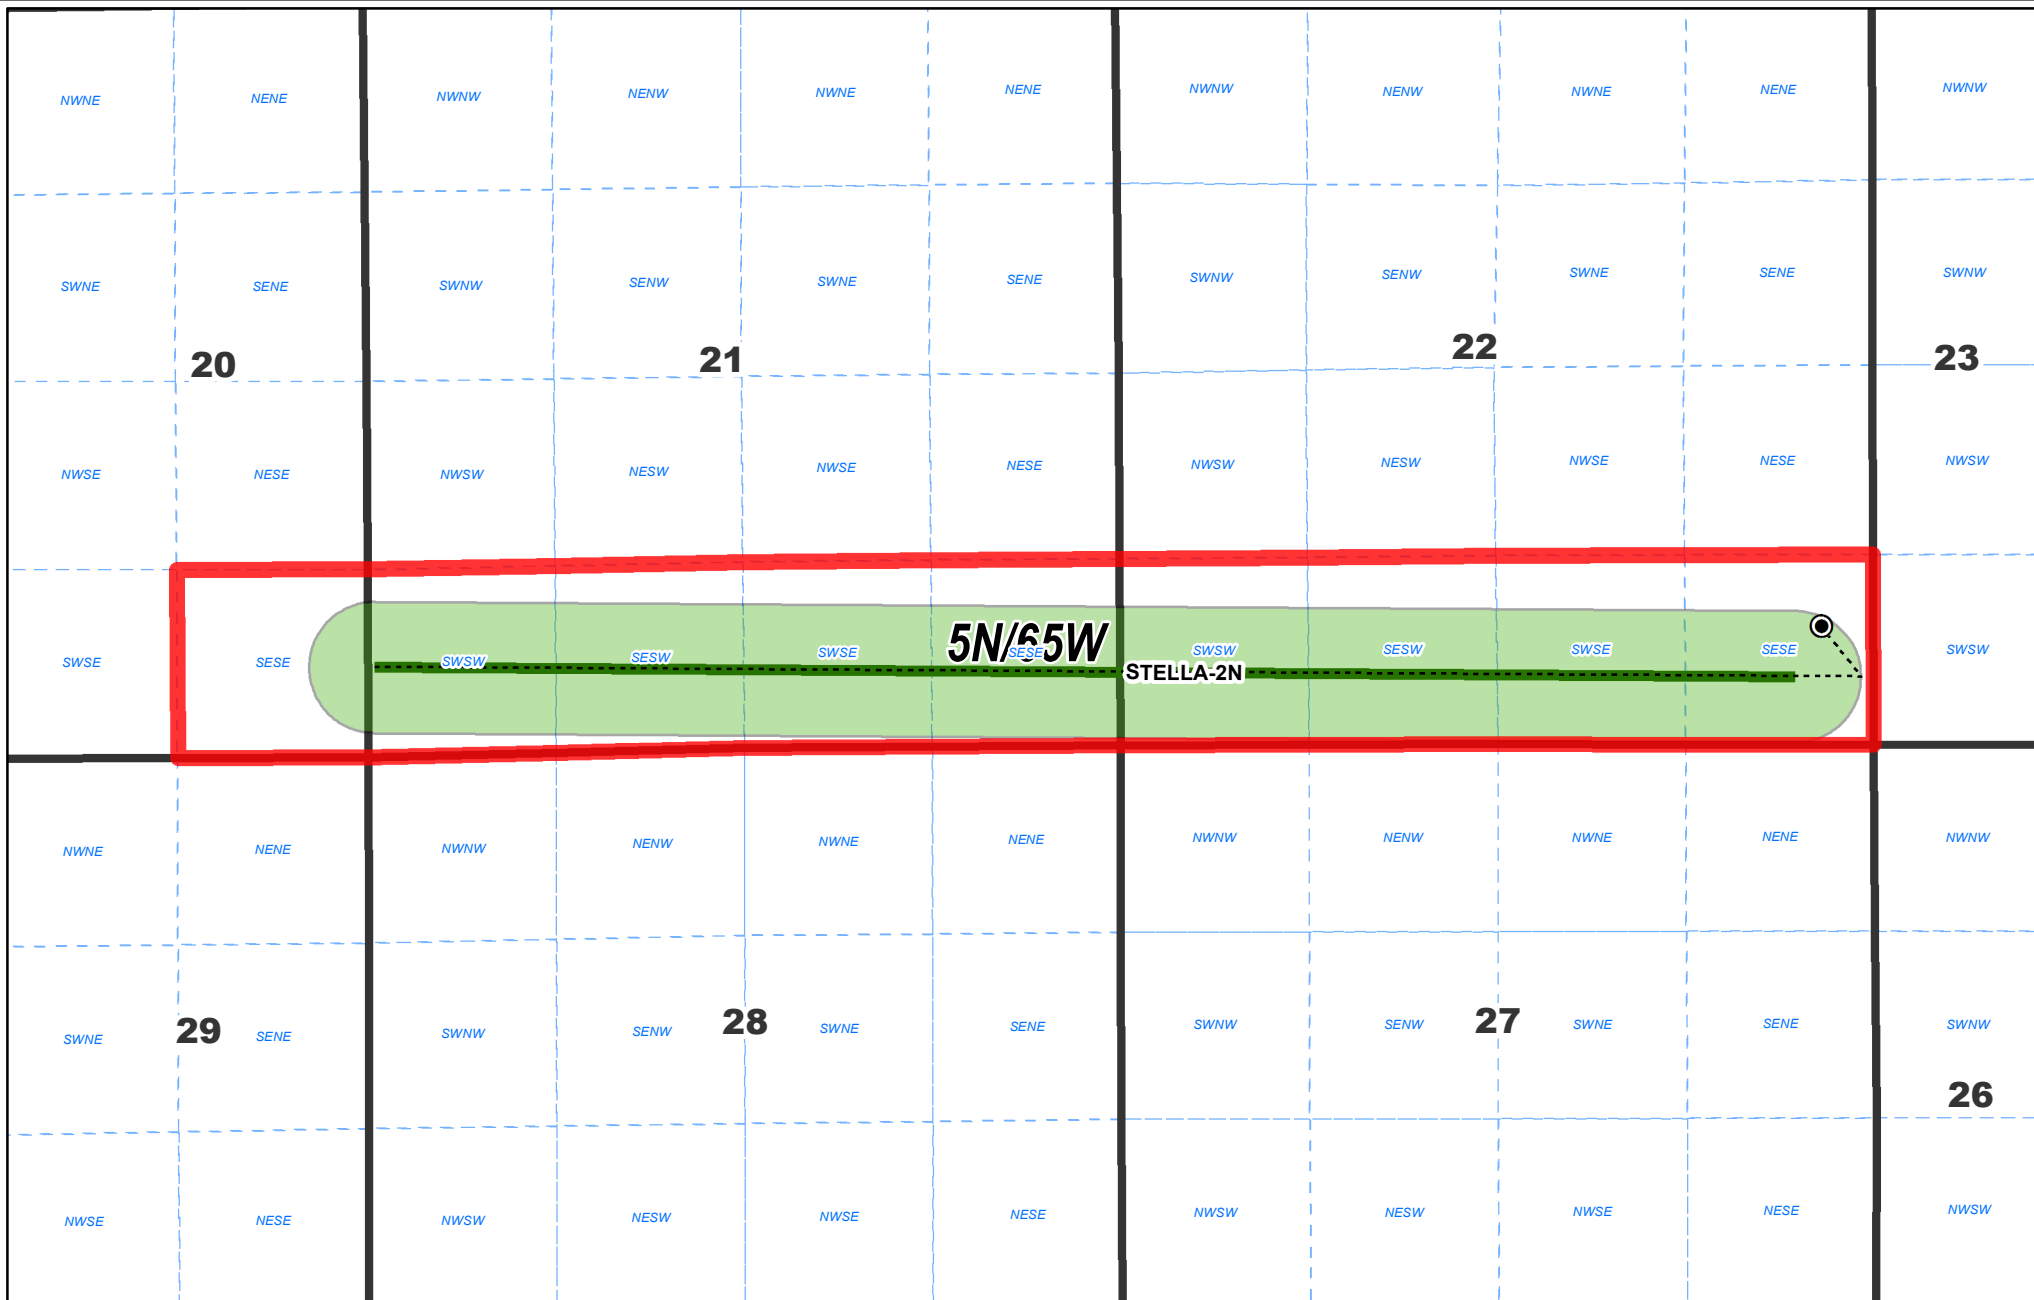 NWNE NENE NWNW NENW NWNE NENE NWNW NENW NWNE NENE NWNW
SWNE SENE SWNW SENW SWNE SENE SWNW SENW SWNE SENE SWNW
20 21 22 23
NWSE NESE NWSW NESW NWSE NESE NWSW NESW NWSE NESE NWSW
5N/65W
SWSE SESE SWSW SESW SWSE SESE SWSW SESW SWSE SESE SWSW
STELLA-2N
NWNE NENE NWNW NENW NWNE NENE NWNW NENW NWNE NENE NWNW
29 28 27
SWNE SENE SWNW SENW SWNE SENE SWNW SENW SWNE SENE SWNW
26
NWSE NESE NWSW NESW NWSE NESE NWSW NESW NWSE NESE NWSW